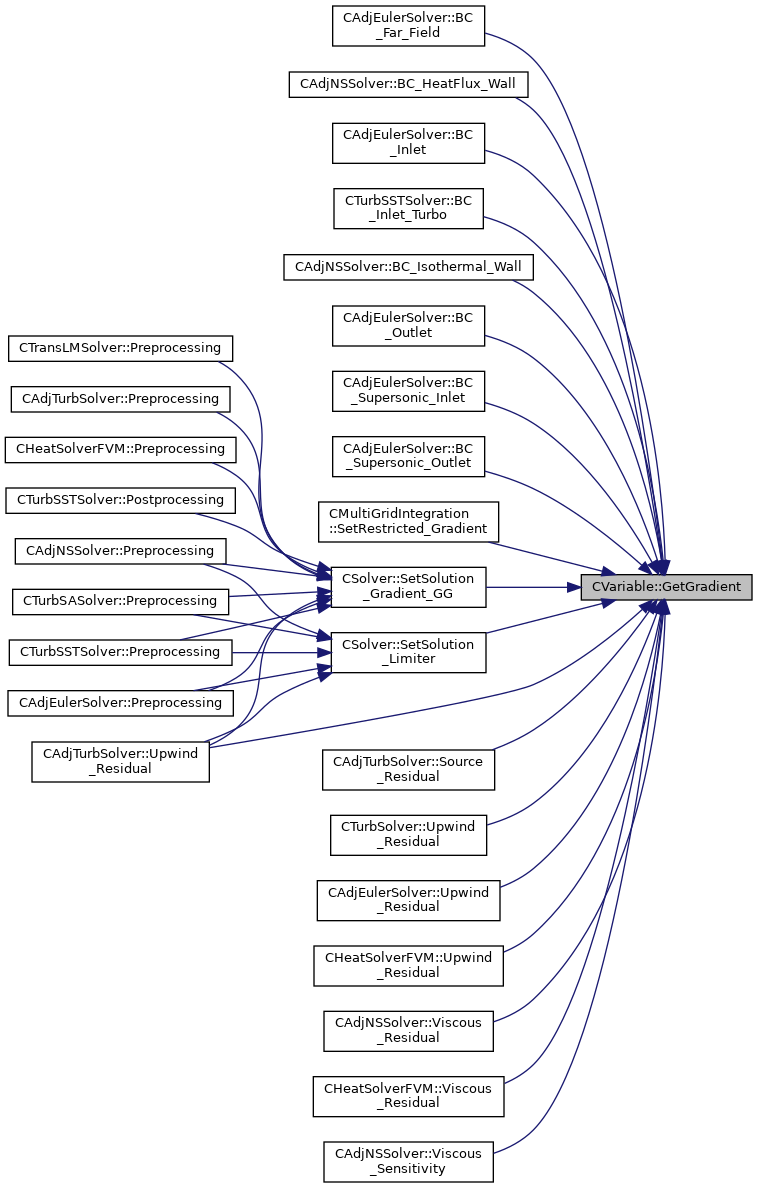 CAdjEulerSolver::BC
_Far_Field
CAdjNSSolver::BC_HeatFlux_Wall
CAdjEulerSolver::BC
_Inlet
CTurbSSTSolver::BC
_Inlet_Turbo
CAdjNSSolver::BC_Isothermal_Wall
CAdjEulerSolver::BC
_Outlet
CTransLMSolver::Preprocessing
CAdjEulerSolver::BC
_Supersonic_Inlet
CAdjTurbSolver::Preprocessing
CAdjEulerSolver::BC
_Supersonic_Outlet
CHeatSolverFVM::Preprocessing
CTurbSSTSolver::Postprocessing
CMultiGridIntegration
::SetRestricted_Gradient
CAdjNSSolver::Preprocessing
CSolver::SetSolution
_Gradient_GG
CVariable::GetGradient
CTurbSASolver::Preprocessing
CTurbSSTSolver::Preprocessing
CSolver::SetSolution
_Limiter
CAdjEulerSolver::Preprocessing
CAdjTurbSolver::Upwind
_Residual
CAdjTurbSolver::Source
_Residual
CTurbSolver::Upwind
_Residual
CAdjEulerSolver::Upwind
_Residual
CHeatSolverFVM::Upwind
_Residual
CAdjNSSolver::Viscous
_Residual
CHeatSolverFVM::Viscous
_Residual
CAdjNSSolver::Viscous
_Sensitivity